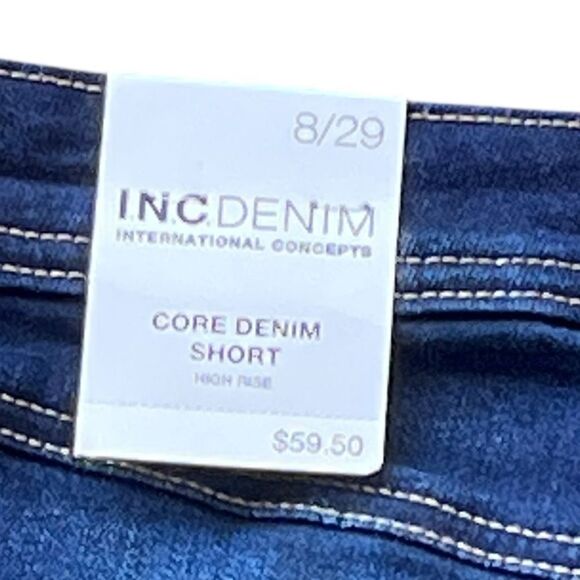 8/29
I.N.C.DENIM
INTERNATIONAL CONCEPTS
CORE DENIM
SHORT
HIGH RISE
$59.50